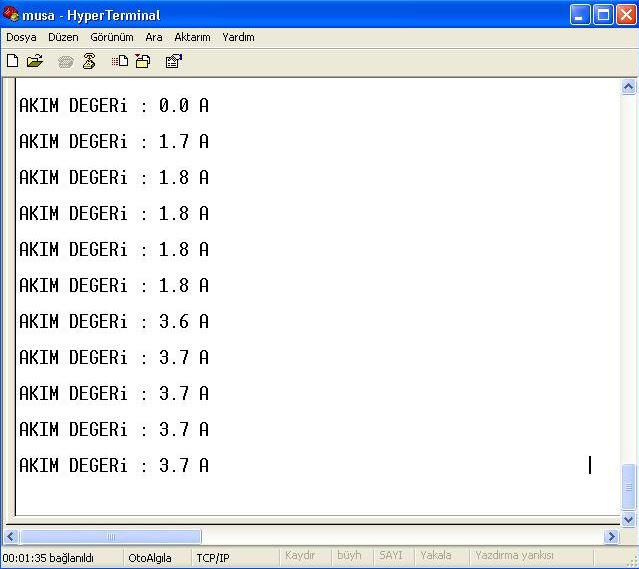 musa - HyperTerminal
Dosya Düzen Görünüm Ara Aktarım Yardım
AKIM DEGERi : 0.0 A
AKIM DEGERi : 1.7 A
AKIM DEGERi : 1.8 A
AKIM DEGERi : 1.8 A
AKIM DEGERi : 1.8 A
AKIM DEGERi : 1.8 A
AKIM DEGERi : 3.6 A
AKIM DEGERi : 3.7 A
AKIM DEGERi : 3.7 A
AKIM DEGERi : 3.7 A
AKIM DEGERi : 3.7 A
00:01:35 bağlanıldı OtoAlgıla TCP/IP Kaydır büyh SAYI Yakala Yazdırma yankısı